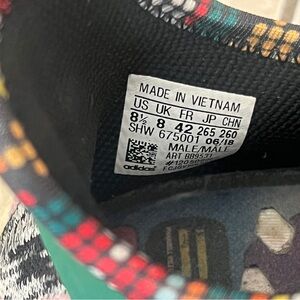 MADE IN VIETNAM
US UK FR JP CHN
8½ 8 42 265 260
SHW 675001 06/18
MALE/MALE
ART BB9531
adidas